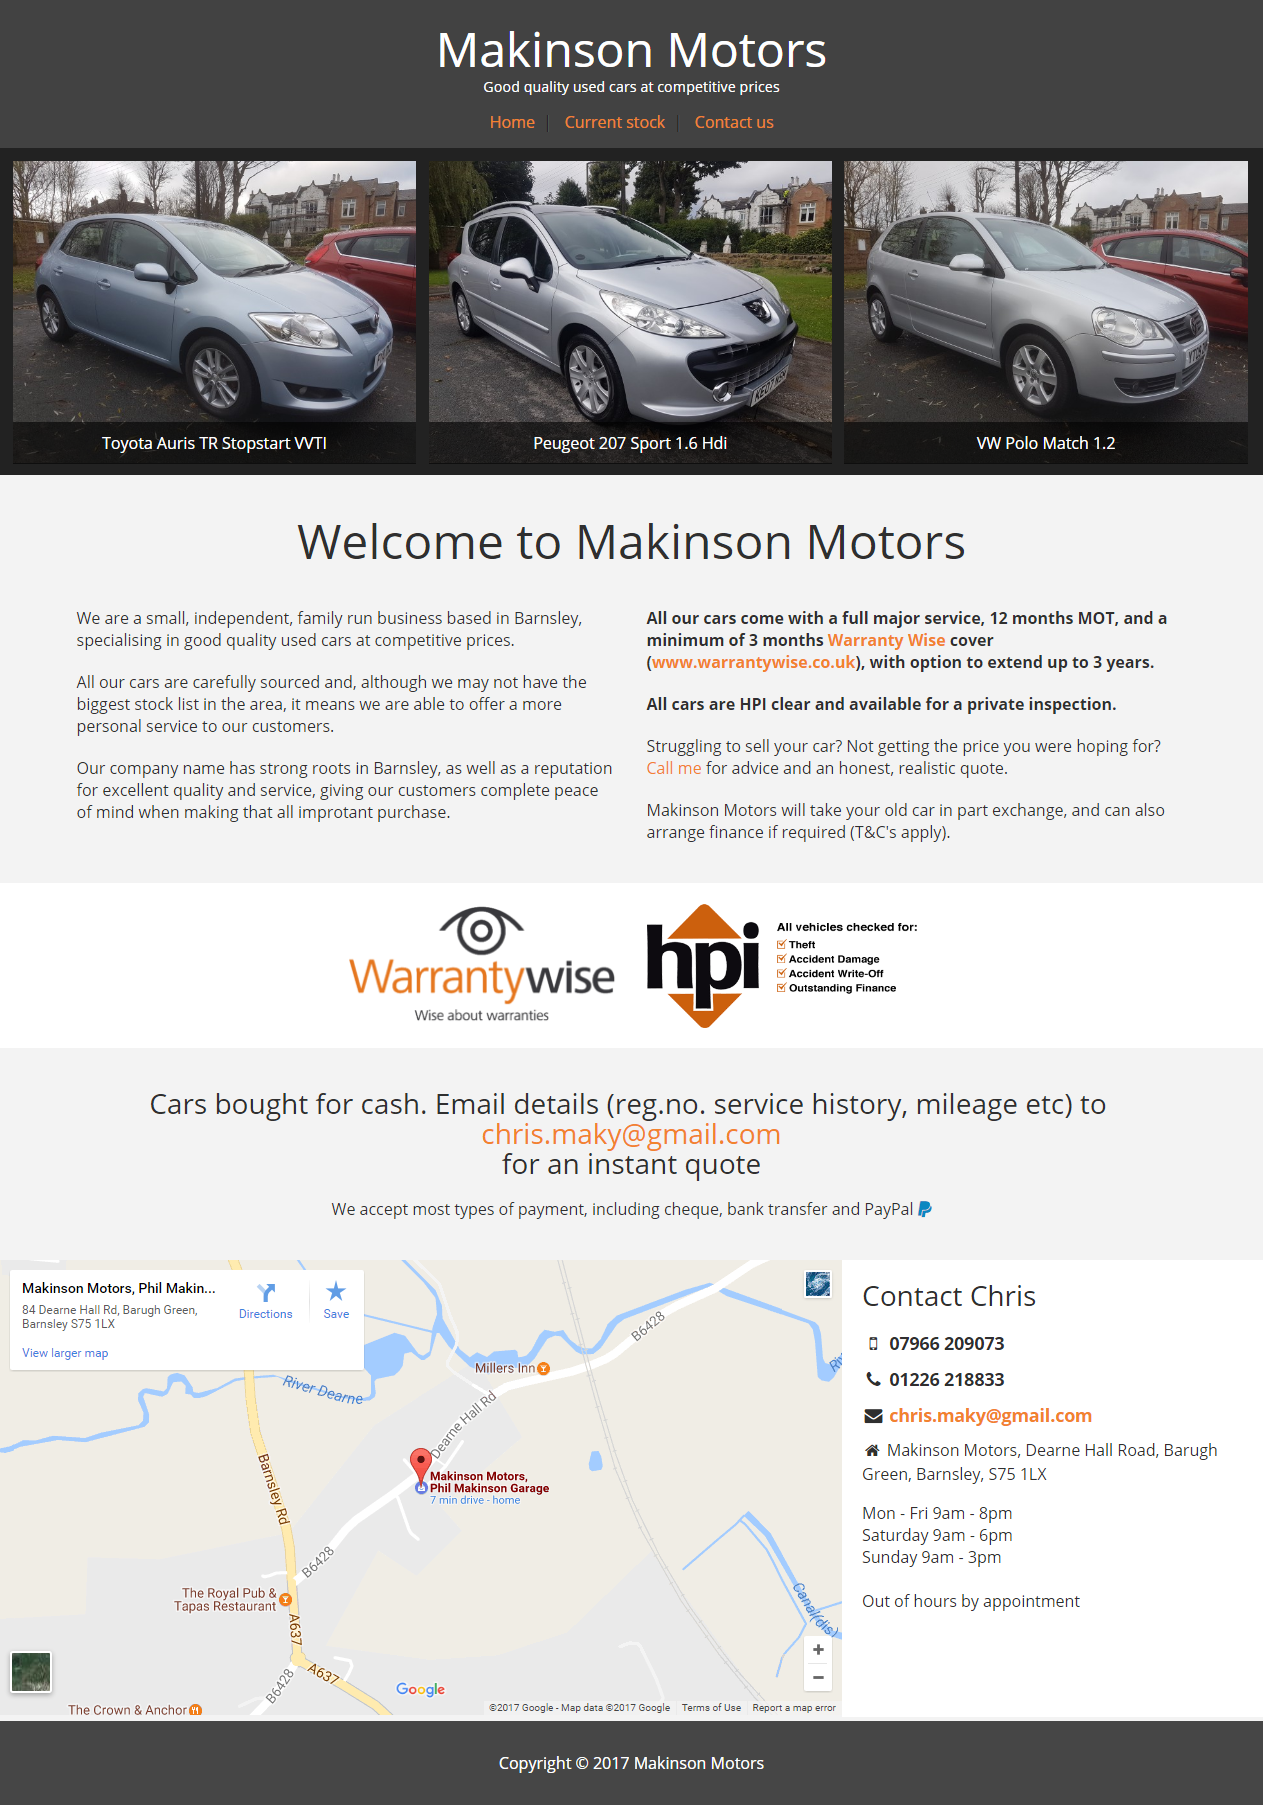 Makinson Motors
Good quality used cars at competitive prices
Home
Current stock
Contact us
Toyota Auris TR Stopstart VVTI
Peugeot 207 Sport 1.6 Hdi
VW Polo Match 1.2
Welcome to Makinson Motors
We are a small, independent, family run business based in Barnsley,
specialising in good quality used cars at competitive prices.
All our cars are carefully sourced and, although we may not have the
biggest stock list in the area, it means we are able to offer a more
personal service to our customers.
Our company name has strong roots in Barnsley, as well as a reputation
for excellent quality and service, giving our customers complete peace
of mind when making that all improtant purchase.
All our cars come with a full major service, 12 months MOT, and a
minimum of 3 months Warranty Wise cover
(www.warrantywise.co.uk), with option to extend up to 3 years.
All cars are HPI clear and available for a private inspection.
Struggling to sell your car? Not getting the price you were hoping for?
Call me for advice and an honest, realistic quote.
Makinson Motors will take your old car in part exchange, and can also
arrange finance if required (T&C's apply).
Warrantywise
Wise about warranties
hpi
All vehicles checked for:
Theft
Accident Damage
Accident Write-Off
Outstanding Finance
Cars bought for cash. Email details (reg.no. service history, mileage etc) to
chris.maky@gmail.com
for an instant quote
We accept most types of payment, including cheque, bank transfer and PayPal
Makinson Motors, Phil Makin...
84 Dearne Hall Rd, Barugh Green,
Barnsley S75 1LX
View larger map
Directions
Save
B6428
River Dearne
Millers Inn
Dearne Hall Rd
Barnsley Rd
Makinson Motors,
Phil Makinson Garage
7 min drive - home
B6428
The Royal Pub &
Tapas Restaurant
A637
A637
B6428
Canal(dis)
The Crown & Anchor
Google
©2017 Google - Map data ©2017 Google
Terms of Use
Report a map error
Contact Chris
07966 209073
01226 218833
chris.maky@gmail.com
Makinson Motors, Dearne Hall Road, Barugh
Green, Barnsley, S75 1LX
Mon - Fri 9am - 8pm
Saturday 9am - 6pm
Sunday 9am - 3pm
Out of hours by appointment
Copyright © 2017 Makinson Motors